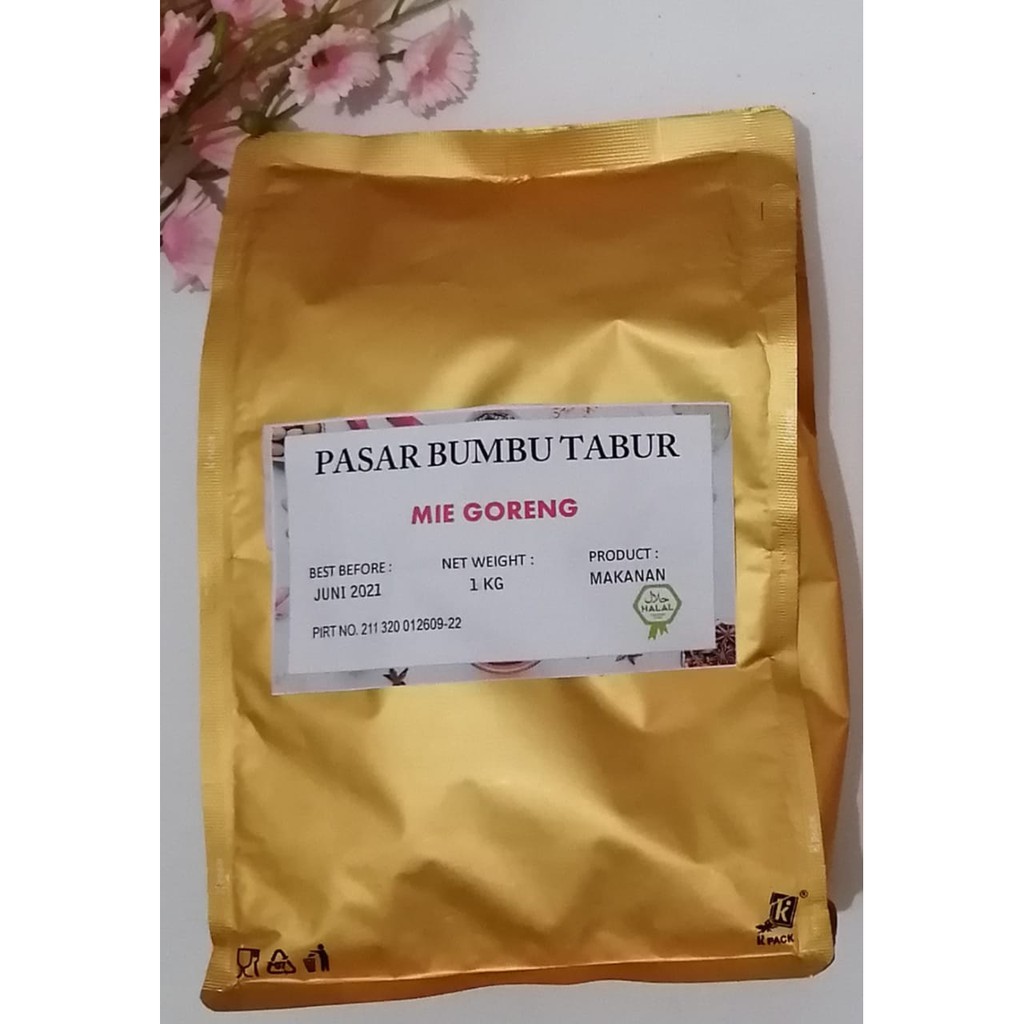 PASAR BUMBU TABUR
MIE GORENG
BEST BEFORE :
JUNI 2021
NET WEIGHT :
1 KG
PRODUCT :
MAKANAN
حلال
HALAL
PIRT NO. 211 320 012609-22
K PACK
®